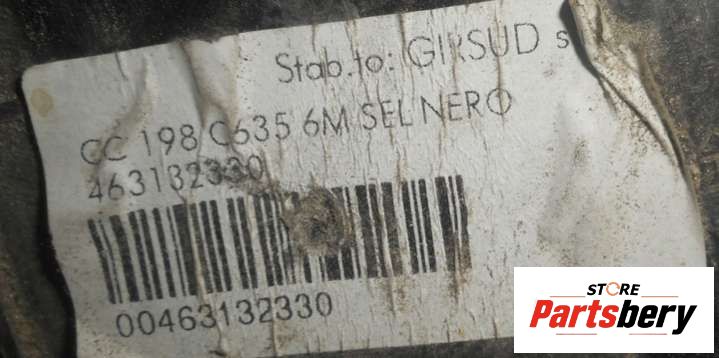 Stab.to: GIRSUD s
CC 198 C635 6M SEL NERO
463132330
00463132330
STORE
Partsbery